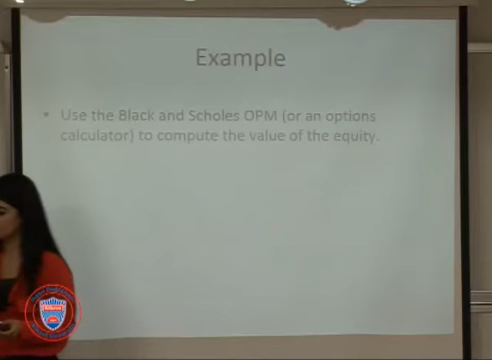 Example
• Use the Black and Scholes OPM (or an options
calculator) to compute the value of the equity.